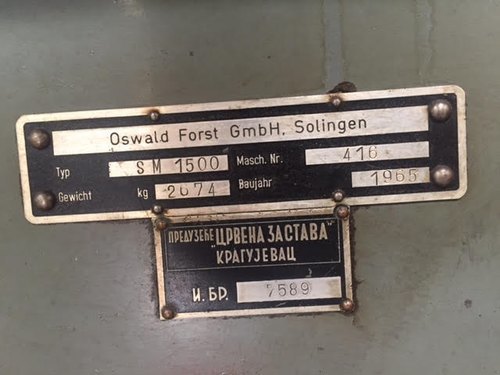 Oswald Forst GmbH, Solingen
Typ SM 1500 Masch. Nr. 416
Gewicht kg 2674 Baujahr 1965
ПРЕДУЗЕЋЕ „ЦРВЕНА ЗАСТАВА"
КРАГУЈЕВАЦ
И. БР. 7589